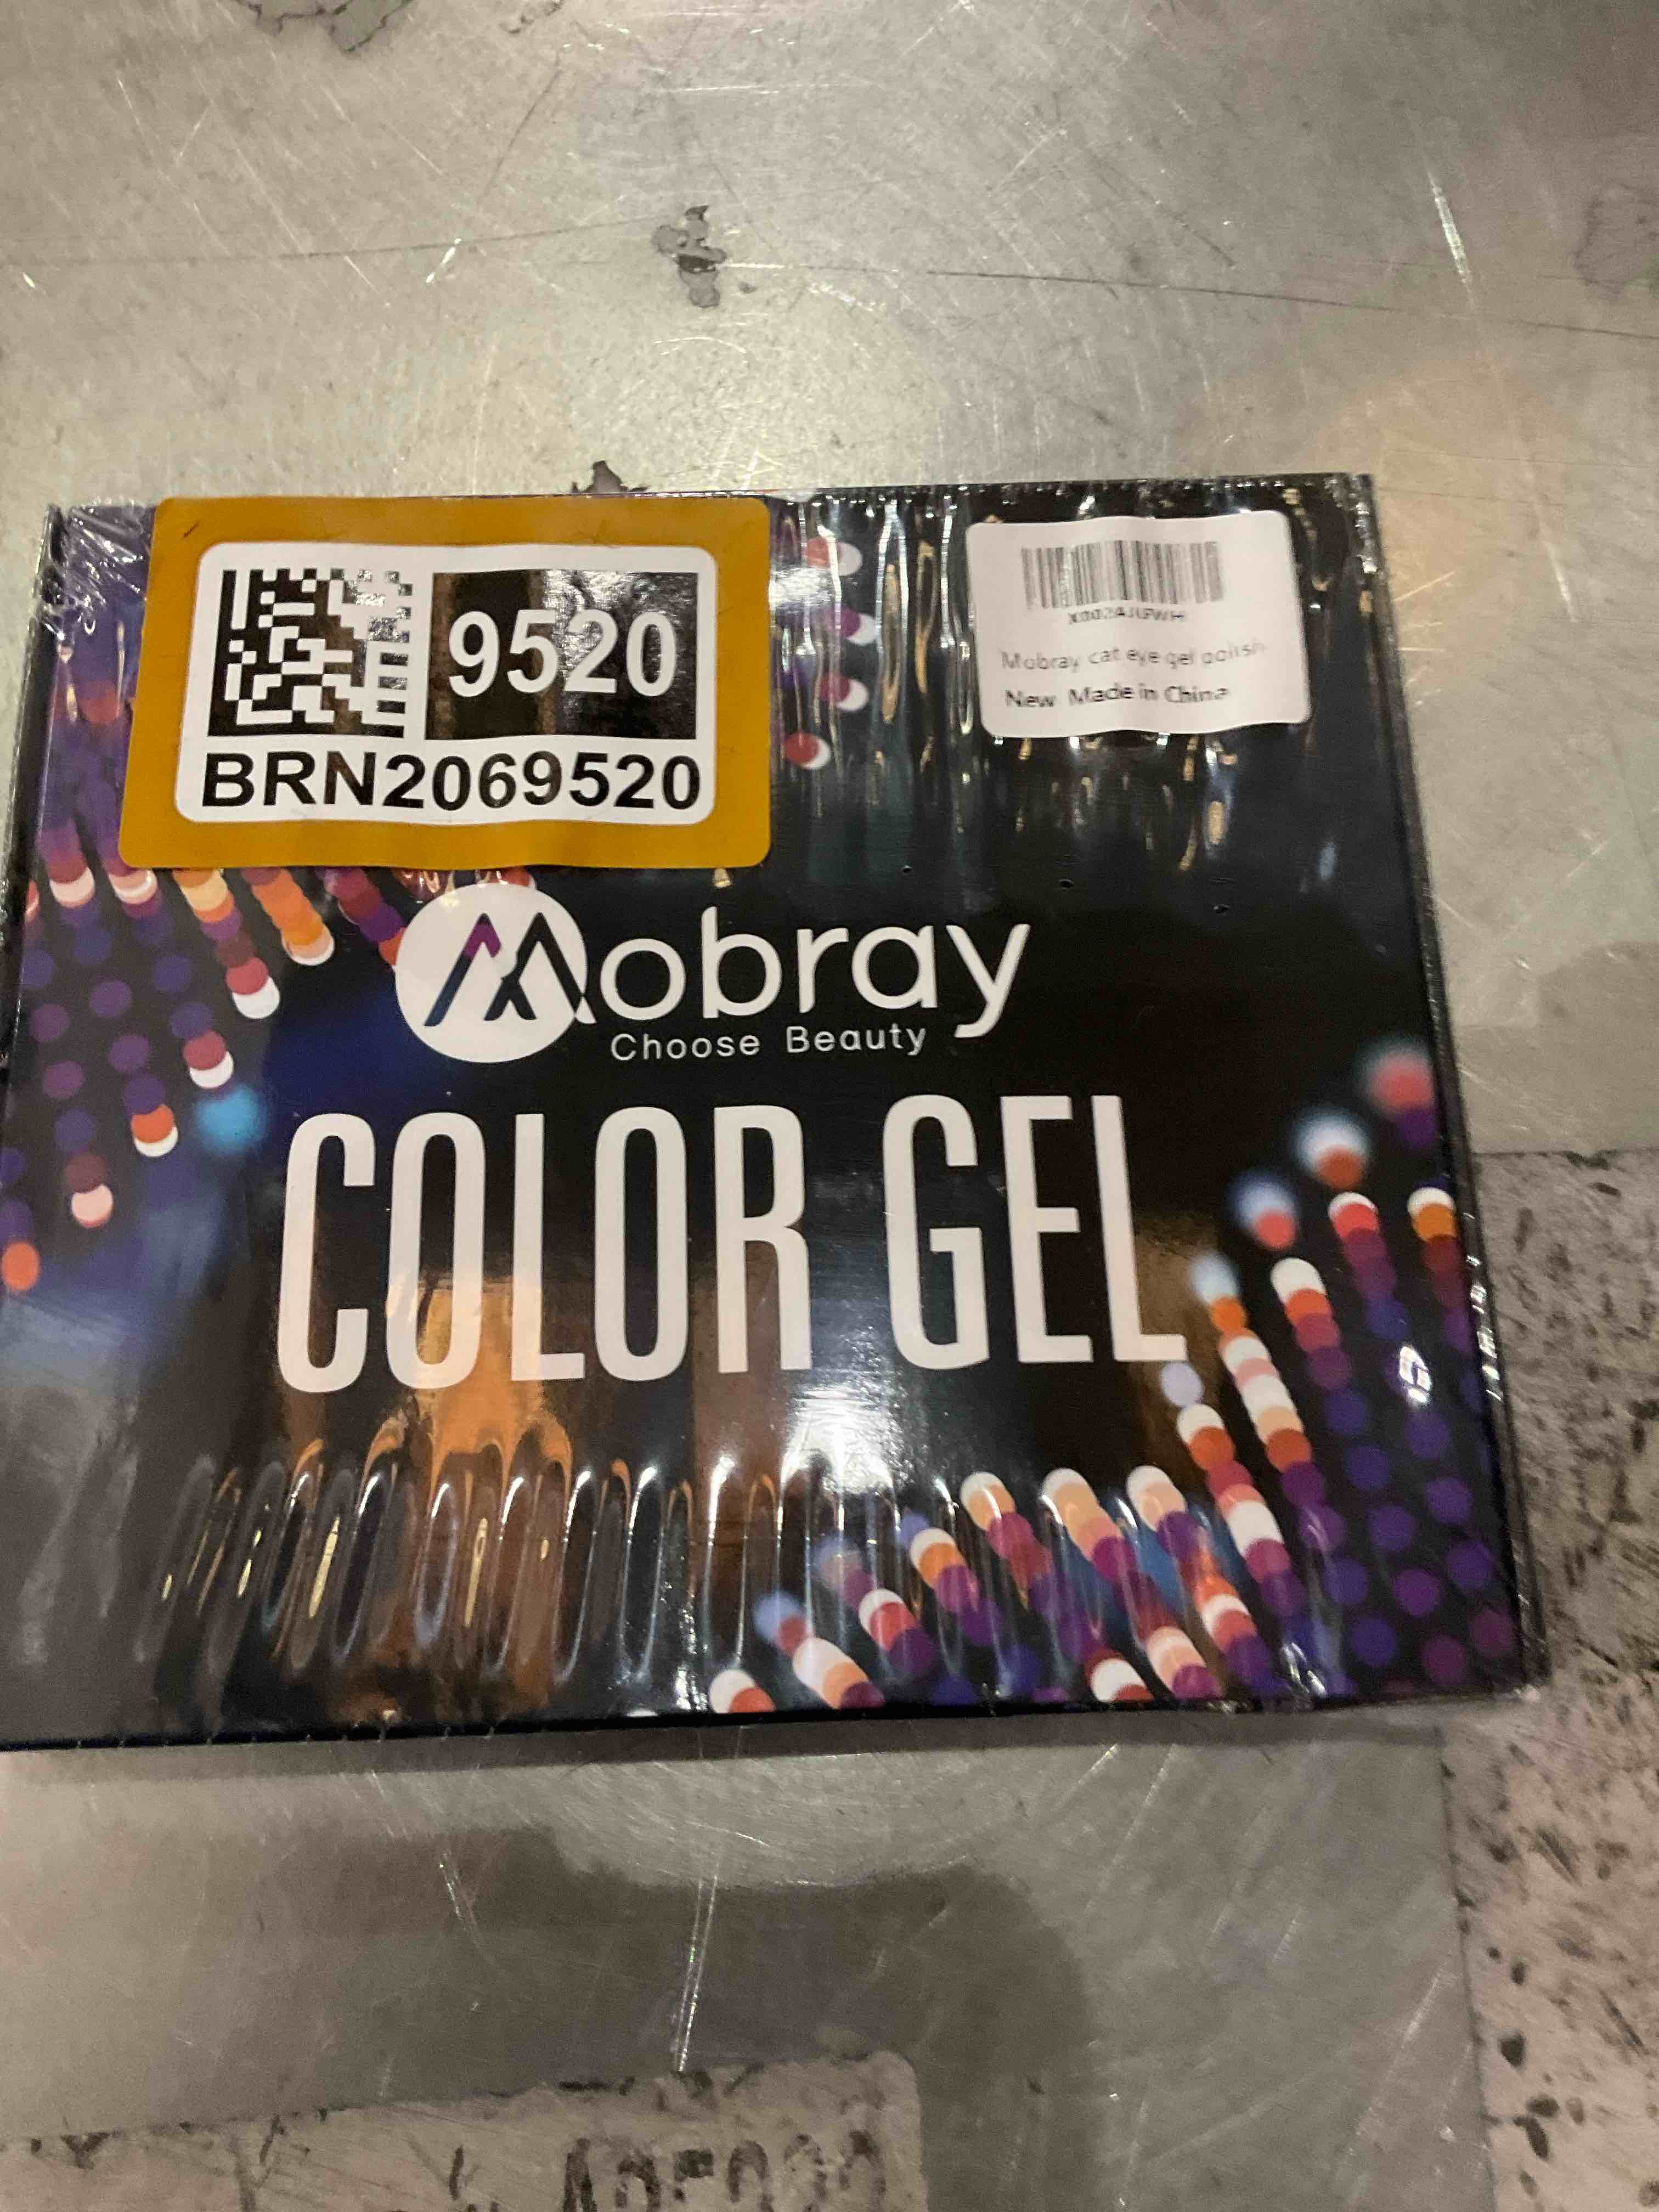 9520
BRN2069520
Mobray cat eye gel polish
New Made in China
Mobray
Choose Beauty
COLOR GEL